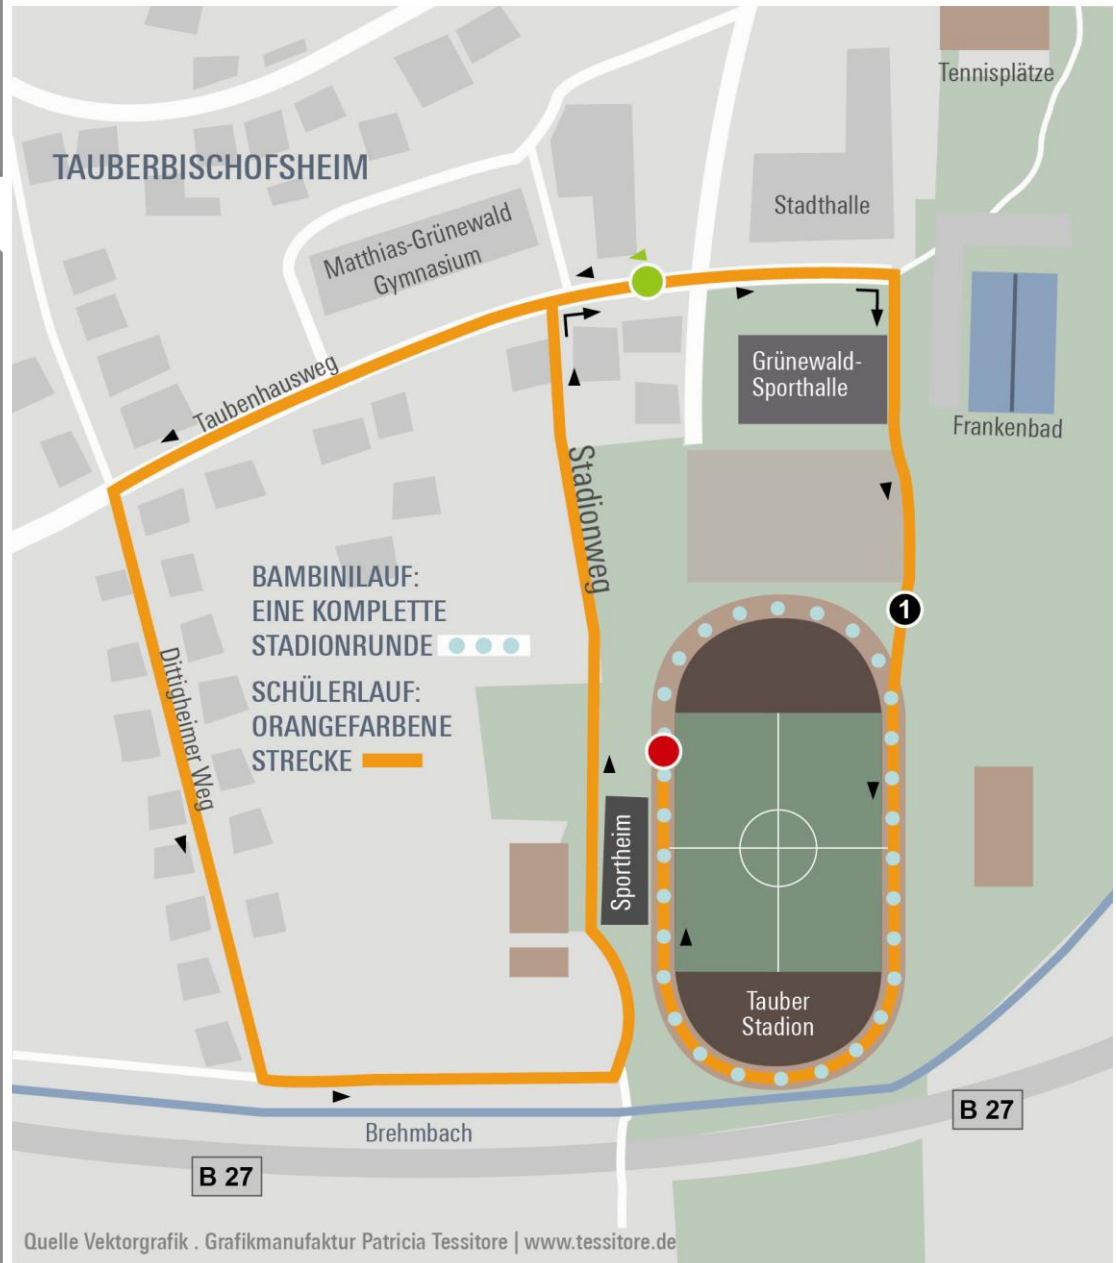 Tennisplätze
TAUBERBISCHOFSHEIM
Stadthalle
Matthias-Grünewald
Gymnasium
Grünewald-
Sporthalle
Taubenhausweg
Frankenbad
Stadionweg
BAMBINILAUF:
EINE KOMPLETTE
STADIONRUNDE
1
Dittigheimer Weg
SCHÜLERLAUF:
ORANGEFARBENE
STRECKE
Sportheim
Tauber
Stadion
B 27
Brehmbach
B 27
Quelle Vektorgrafik . Grafikmanufaktur Patricia Tessitore | www.tessitore.de